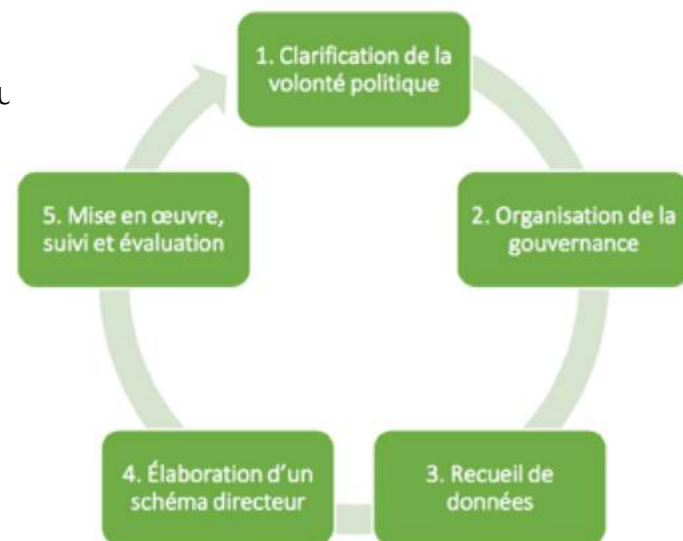 1. Clarification de la
volonté politique
2. Organisation de la
gouvernance
3. Recueil de
données
4. Élaboration d'un
schéma directeur
5. Mise en œuvre,
suivi et évaluation